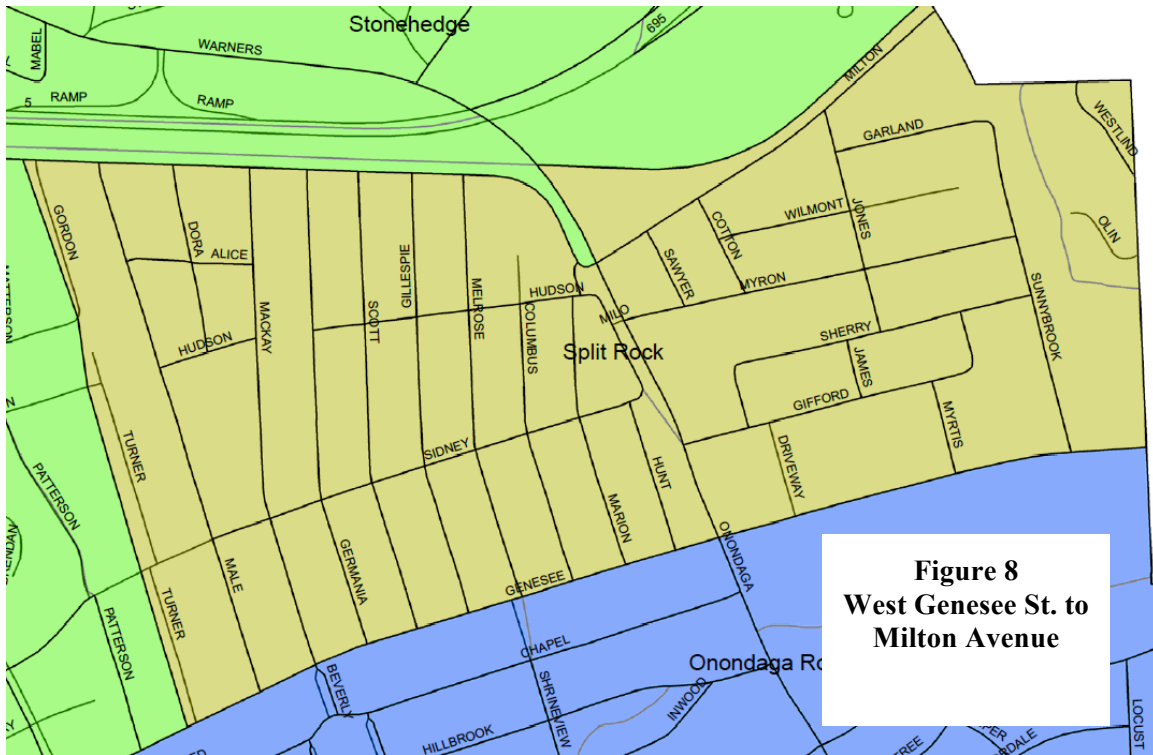 Stonehedge
695
MABEL
WARNERS
MILTON
5
RAMP
RAMP
GARLAND
WESTLIND
GORDON
DORA
ALICE
GILLESPIE
MELROSE
SAWYER
COTTON
WILMONT
JONES
OLIN
MACKAY
SCOTT
HUDSON
COLUMBUS
MYRON
SUNNYBROOK
HUDSON
MILO
Split Rock
SHERRY
JAMES
GIFFORD
MYRTIS
TURNER
SIDNEY
HUNT
DRIVEWAY
PATTERSON
MARION
ONONDAGA
MALE
GERMANIA
GENESEE
TURNER
PATTERSON
CHAPEL
Onondaga Ro
BEVERLY
SHRINEVIEW
INWOOD
HILLBROOK
LOCUST
Figure 8
West Genesee St. to
Milton Avenue